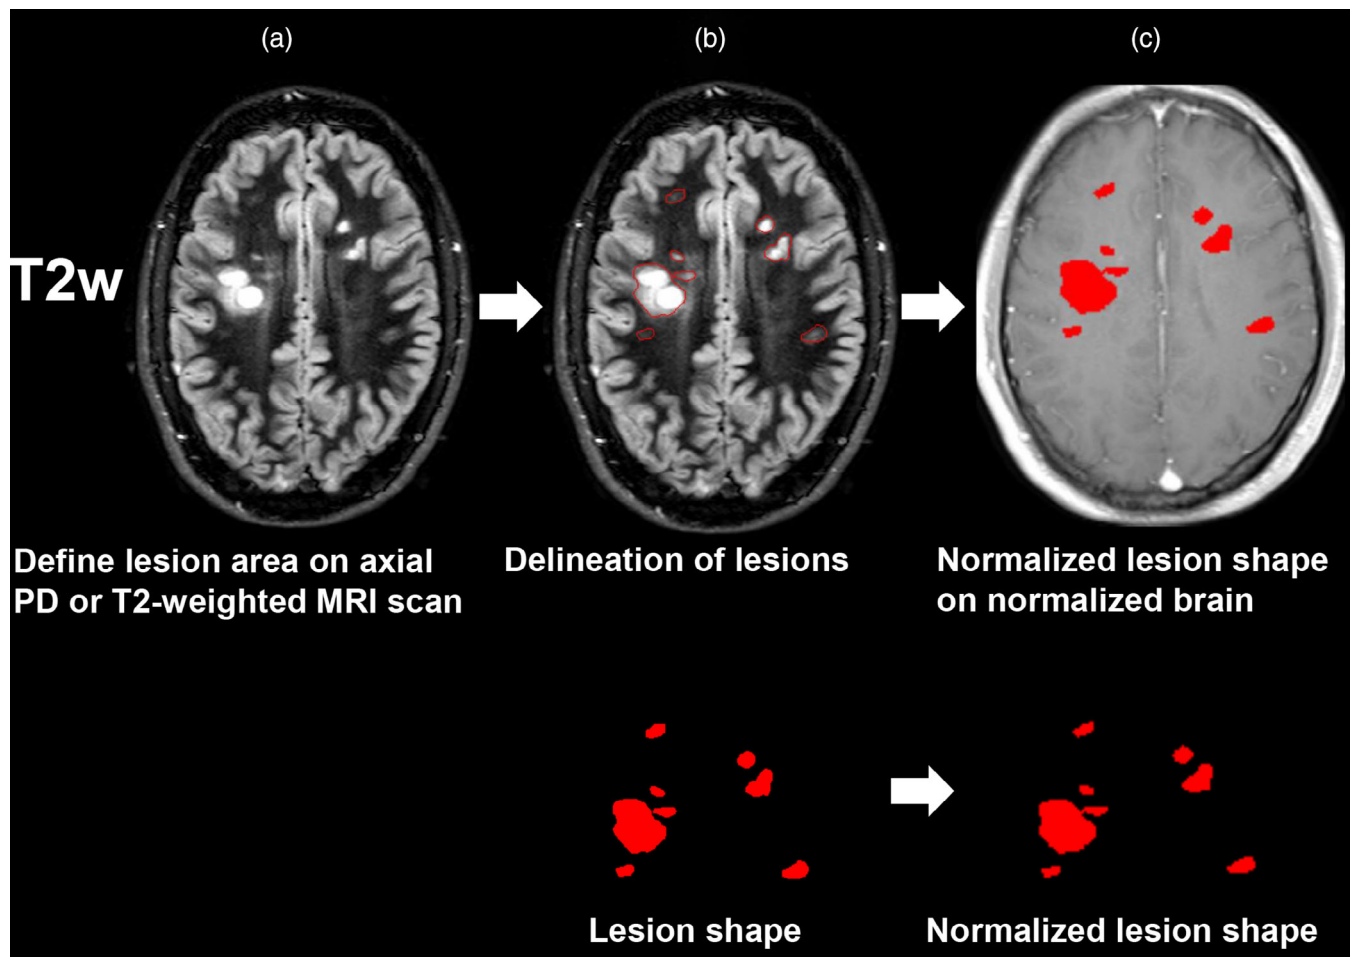 (a)
(b)
(c)
T2w
Define lesion area on axial
PD or T2-weighted MRI scan
Delineation of lesions
Normalized lesion shape
on normalized brain
Lesion shape
Normalized lesion shape